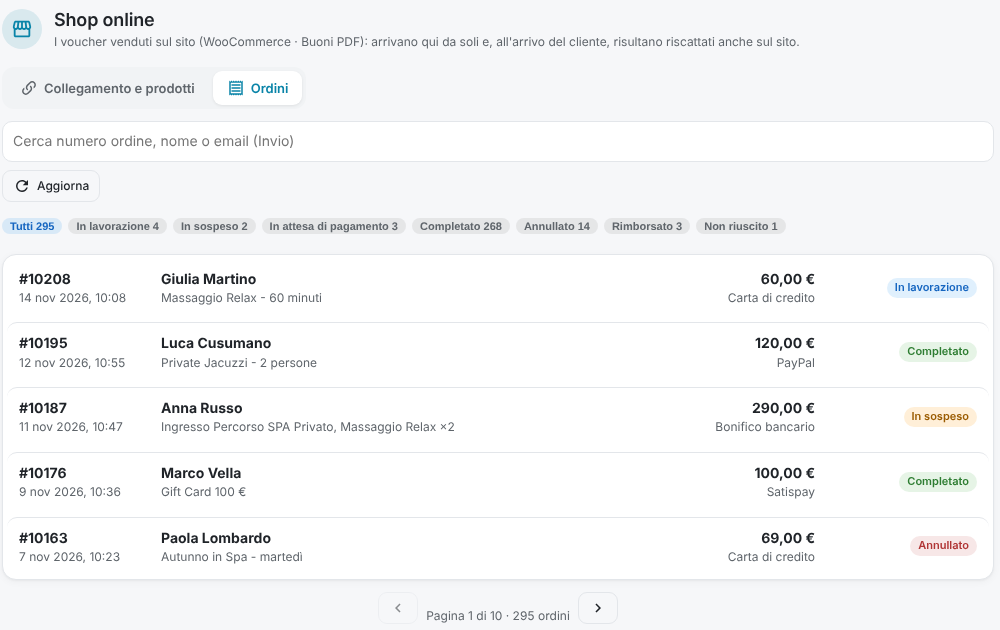 Shop online
I voucher venduti sul sito (WooCommerce · Buoni PDF): arrivano qui da soli e, all'arrivo del cliente, risultano riscattati anche sul sito.
Collegamento e prodotti
Ordini
Cerca numero ordine, nome o email (Invio)
Aggiorna
Tutti 295 In lavorazione 4 In sospeso 2 In attesa di pagamento 3 Completato 268 Annullato 14 Rimborsato 3 Non riuscito 1
#10208 Giulia Martino 60,00 €
14 nov 2026, 10:08 Massaggio Relax - 60 minuti Carta di credito In lavorazione
#10195 Luca Cusumano 120,00 €
12 nov 2026, 10:55 Private Jacuzzi - 2 persone PayPal Completato
#10187 Anna Russo 290,00 €
11 nov 2026, 10:47 Ingresso Percorso SPA Privato, Massaggio Relax ×2 Bonifico bancario In sospeso
#10176 Marco Vella 100,00 €
9 nov 2026, 10:36 Gift Card 100 € Satispay Completato
#10163 Paola Lombardo 69,00 €
7 nov 2026, 10:23 Autunno in Spa - martedì Carta di credito Annullato
Pagina 1 di 10 · 295 ordini